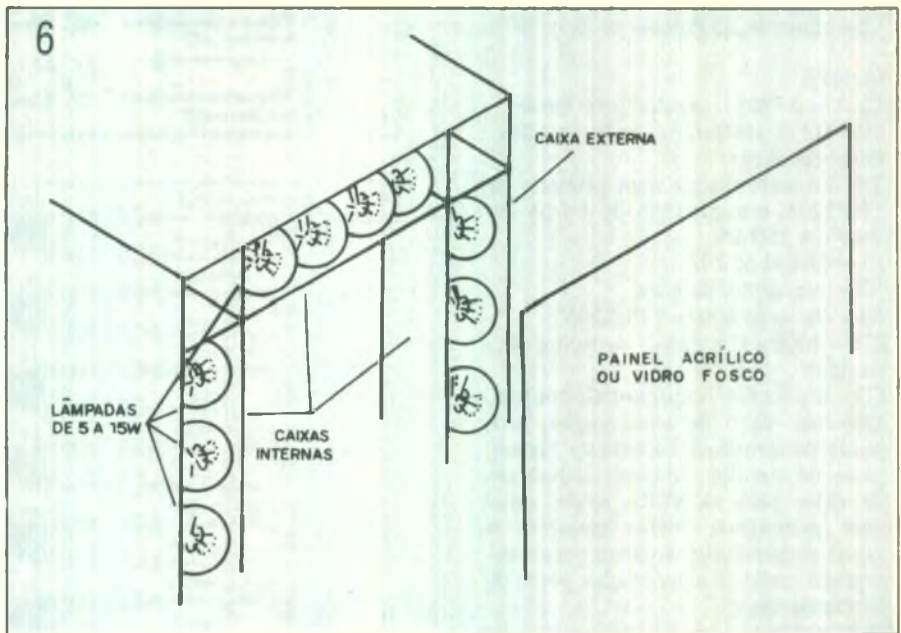 6
CAIXA EXTERNA
PAINEL ACRÍLICO
OU VIDRO FOSCO
LÂMPADAS
DE 5 A 15W
CAIXAS
INTERNAS